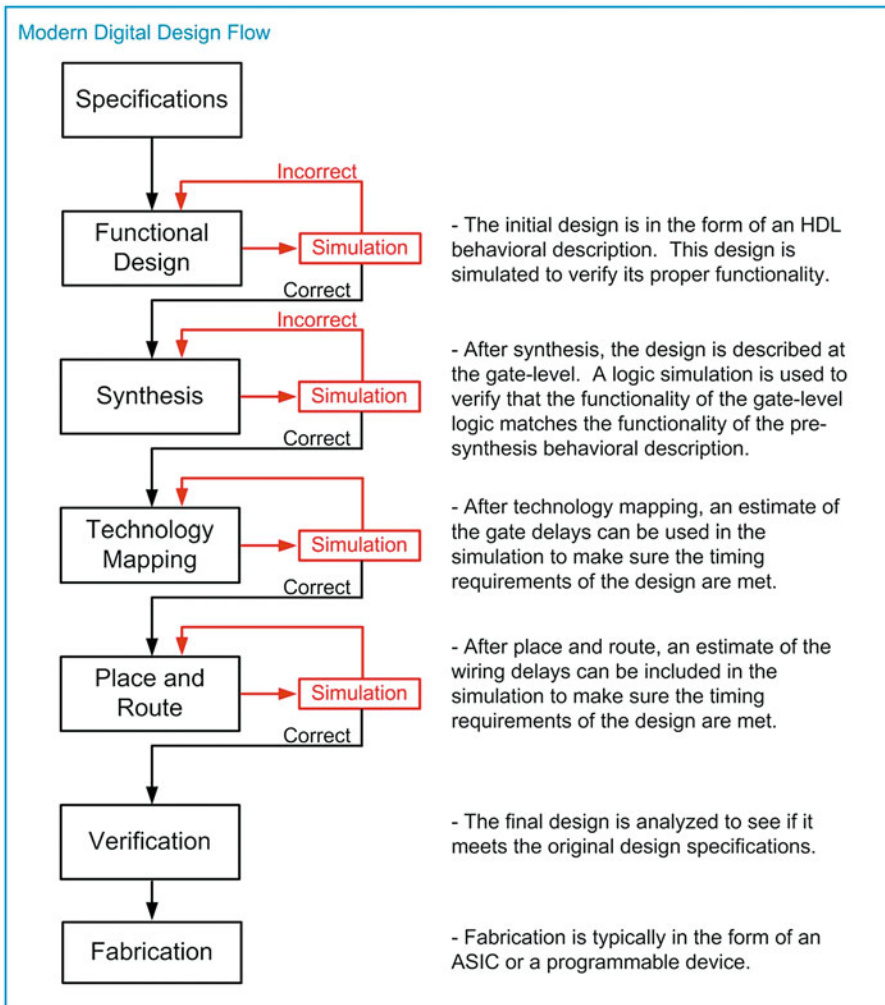 Modern Digital Design Flow
Specifications
Incorrect
Functional
Design
Simulation
- The initial design is in the form of an HDL
behavioral description. This design is
simulated to verify its proper functionality.
Correct
Incorrect
Synthesis
Simulation
- After synthesis, the design is described at
the gate-level. A logic simulation is used to
verify that the functionality of the gate-level
logic matches the functionality of the pre-
synthesis behavioral description.
Correct
Technology
Mapping
Simulation
- After technology mapping, an estimate of
the gate delays can be used in the
simulation to make sure the timing
requirements of the design are met.
Correct
Place and
Route
Simulation
- After place and route, an estimate of the
wiring delays can be included in the
simulation to make sure the timing
requirements of the design are met.
Correct
Verification
- The final design is analyzed to see if it
meets the original design specifications.
Fabrication
- Fabrication is typically in the form of an
ASIC or a programmable device.